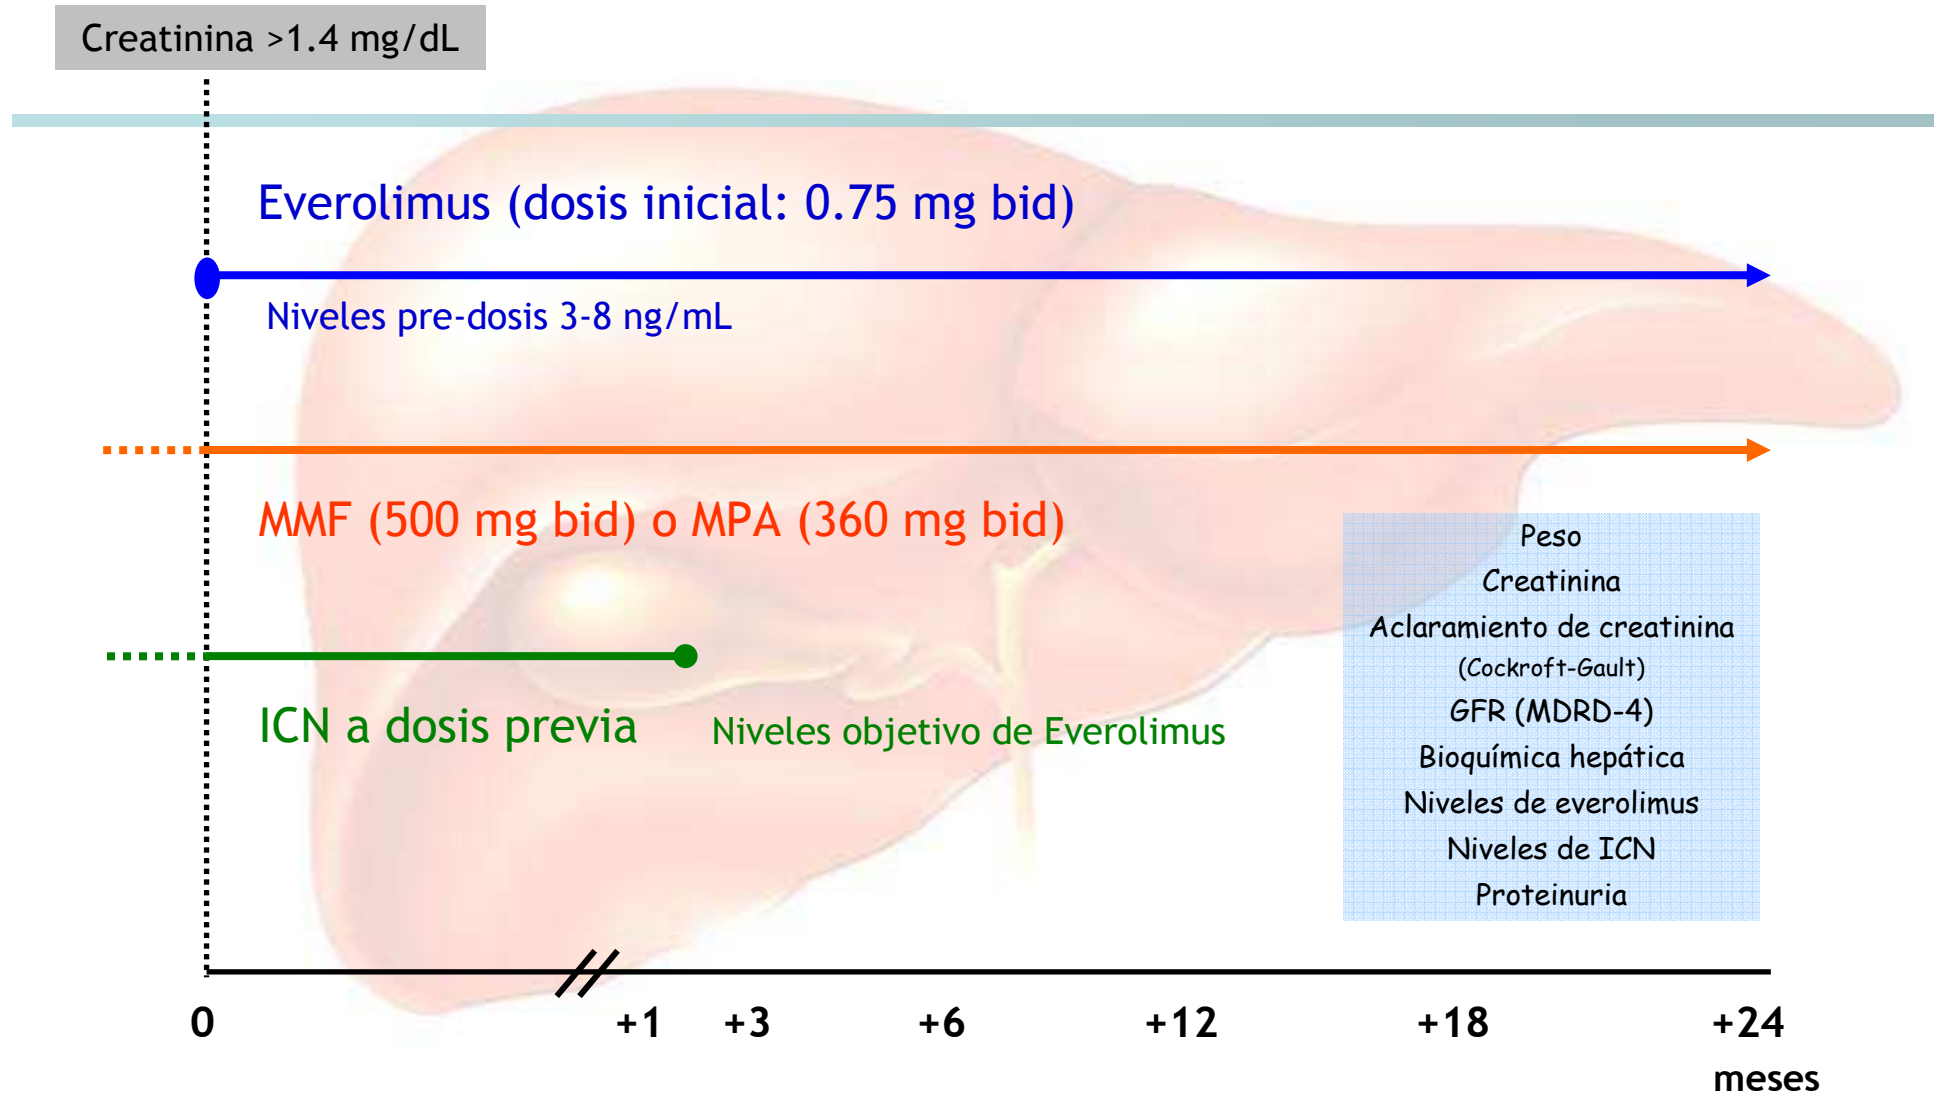 Creatinina >1.4 mg/dL
Everolimus (dosis inicial: 0.75 mg bid)
Niveles pre-dosis 3-8 ng/mL
MMF (500 mg bid) o MPA (360 mg bid)
ICN a dosis previa
Niveles objetivo de Everolimus
Peso
Creatinina
Aclaramiento de creatinina
(Cockroft-Gault)
GFR (MDRD-4)
Bioquímica hepática
Niveles de everolimus
Niveles de ICN
Proteinuria
0 +1 +3 +6 +12 +18 +24
meses